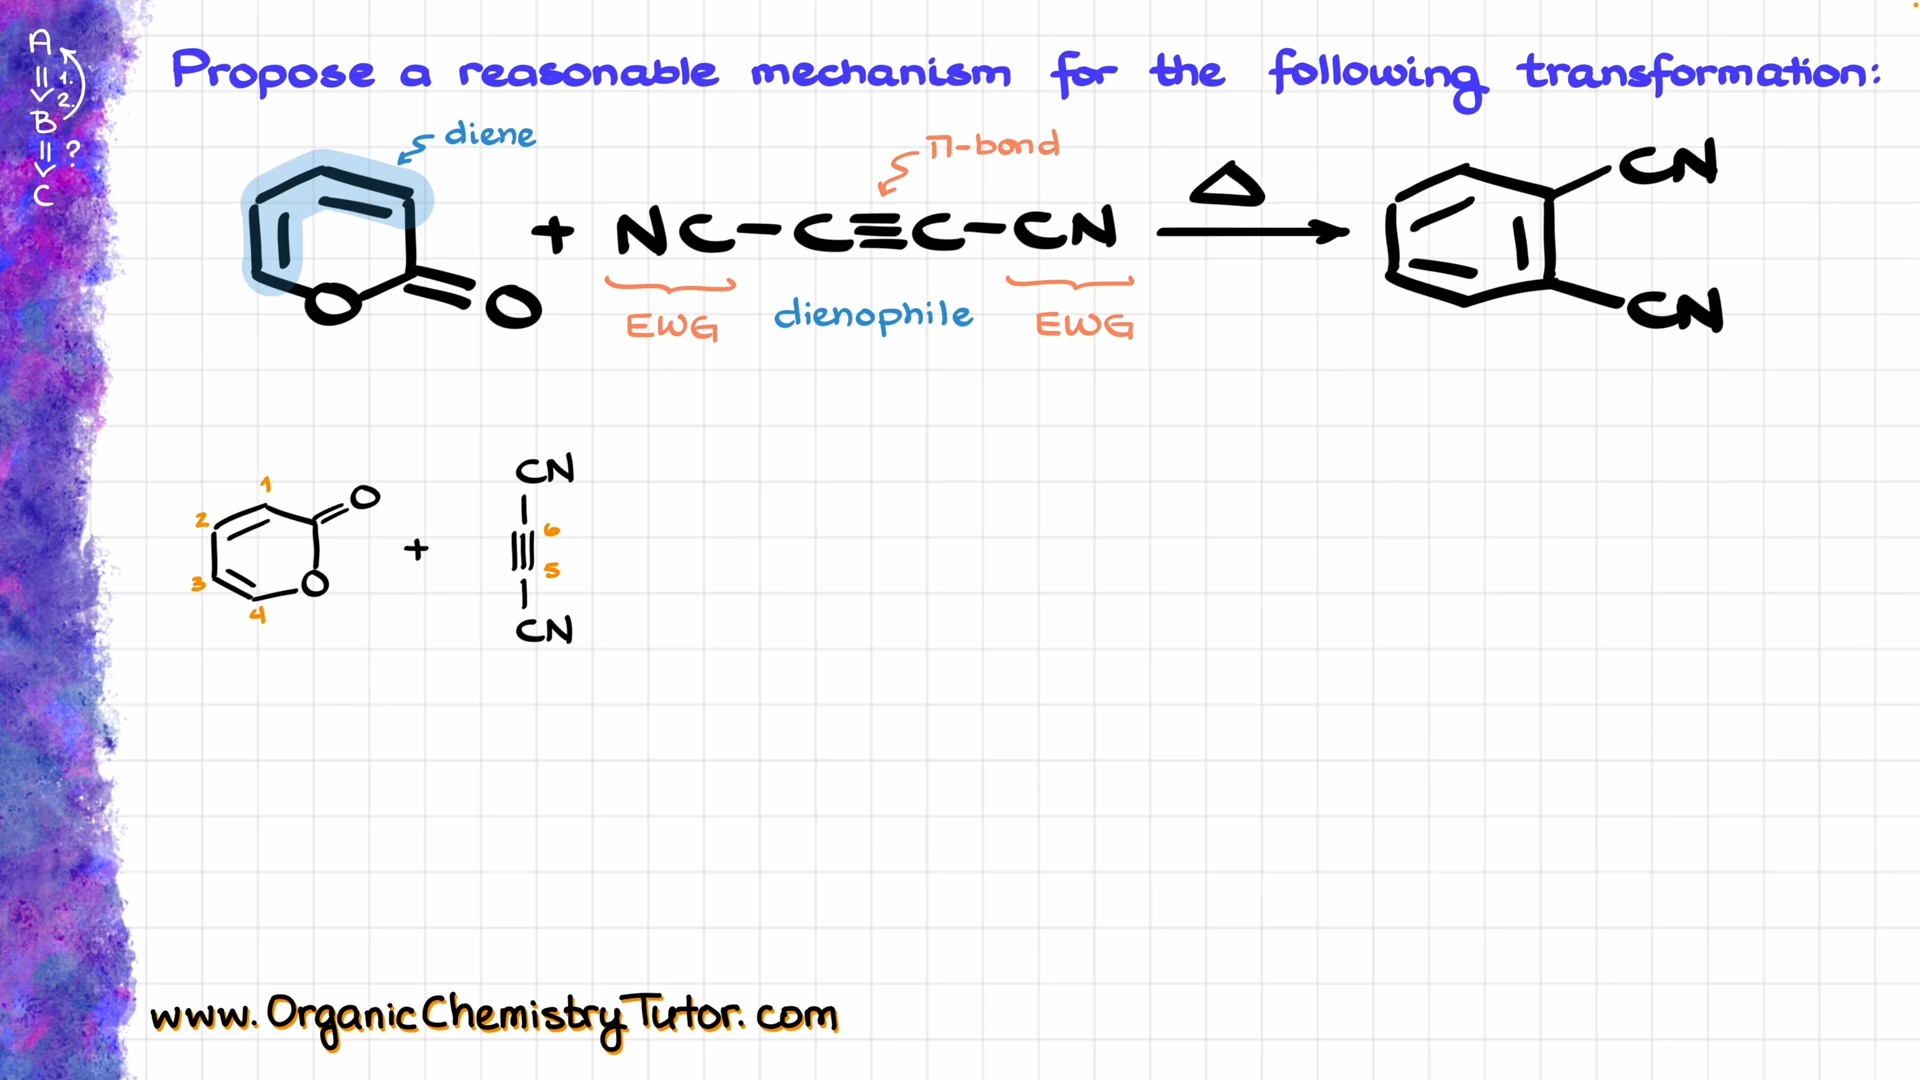 Propose a reasonable mechanism for the following transformation:
A
1.
2.
B
?
C
diene
π-bond
O
O
+ NC-C≡C-CN
Δ
CN
CN
EWG
dienophile
EWG
1
2
3
4
O
O
+
CN
6
5
CN
www.OrganicChemistryTutor.com